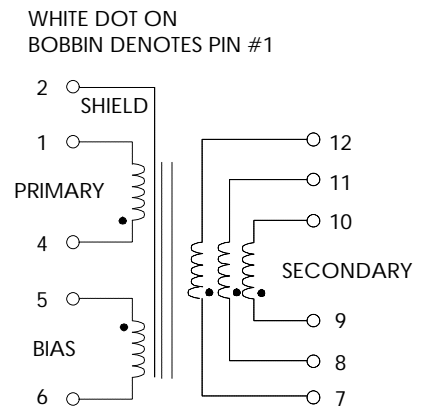 WHITE DOT ON
BOBBIN DENOTES PIN #1
2
SHIELD
1
PRIMARY
4
5
BIAS
6
12
11
10
SECONDARY
9
8
7